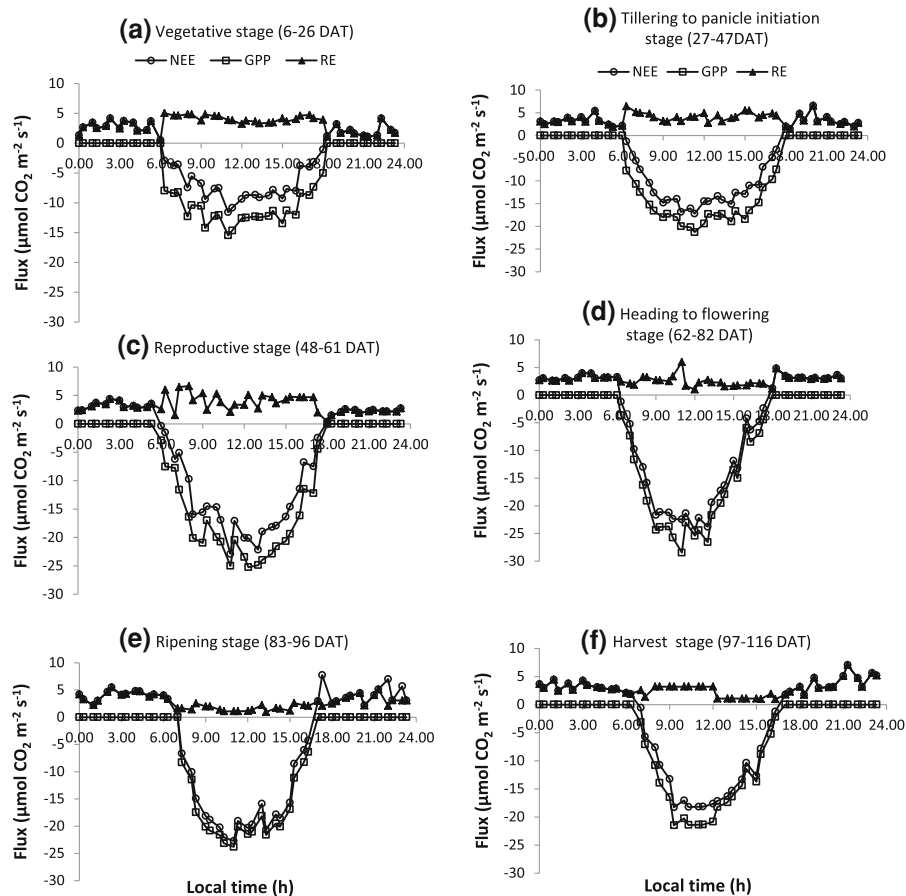 (a) Vegetative stage (6-26 DAT)
NEE GPP RE
10
5
0
-5
-10
-15
-20
-25
-30
0.00 3.00 6.00 9.00 12.00 15.00 18.00 21.00 24.00
Flux (µmol CO2 m-2 s-1)
(b) Tillering to panicle initiation
stage (27-47DAT)
NEE GPP RE
10
5
0
-5
-10
-15
-20
-25
-30
0.00 3.00 6.00 9.00 12.00 15.00 18.00 21.00 24.00
Flux (µmol CO2 m-2 s-1)
(c) Reproductive stage (48-61 DAT)
10
5
0
-5
-10
-15
-20
-25
-30
0.00 3.00 6.00 9.00 12.00 15.00 18.00 21.00 24.00
Flux (µmol CO2 m-2 s-1)
(d) Heading to flowering
stage (62-82 DAT)
10
5
0
-5
-10
-15
-20
-25
-30
0.00 3.00 6.00 9.00 12.00 15.00 18.00 21.00 24.00
Flux (µmol CO2 m-2 s-1)
(e) Ripening stage (83-96 DAT)
10
5
0
-5
-10
-15
-20
-25
-30
0.00 3.00 6.00 9.00 12.00 15.00 18.00 21.00 24.00
Flux (µmol CO2 m-2 s-1)
Local time (h)
(f) Harvest stage (97-116 DAT)
10
5
0
-5
-10
-15
-20
-25
-30
0.00 3.00 6.00 9.00 12.00 15.00 18.00 21.00 24.00
Flux (µmol CO2 m-2 s-1)
Local time (h)